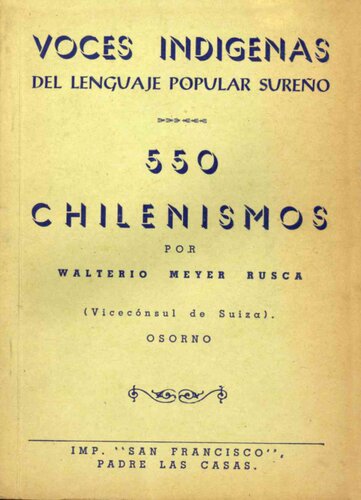 VOCES INDIGENAS
DEL LENGUAJE POPULAR SUREÑO
550
CHILENISMOS
POR
WALTERIO MEYER RUSCA
(Vicecónsul de Suiza).
OSORNO
IMP. "SAN FRANCISCO",
PADRE LAS CASAS.